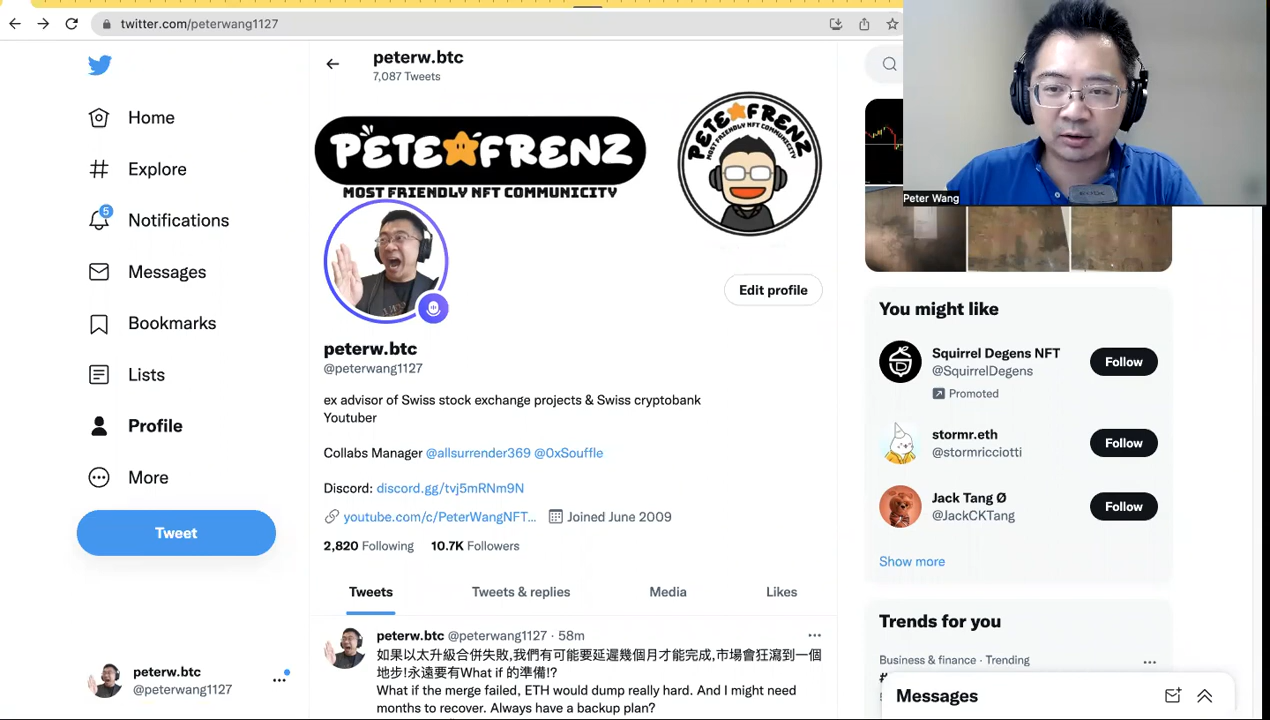 twitter.com/peterwang1127
peterw.btc
7,087 Tweets
Home
Explore
5
Notifications
Messages
Bookmarks
Lists
Profile
More
Tweet
peterw.btc
@peterwang1127
PETE FRENZ
MOST FRIENDLY NFT COMMUNICITY
PETE FRENZ
MOST FRIENDLY NFT COMMUNITY
Edit profile
peterw.btc
@peterwang1127
ex advisor of Swiss stock exchange projects & Swiss cryptobank
Youtuber
Collabs Manager @allsurrender369 @0xSouffle
Discord: discord.gg/tvj5mRNm9N
youtube.com/c/PeterWangNFT... Joined June 2009
2,820 Following 10.7K Followers
Tweets Tweets & replies Media Likes
peterw.btc @peterwang1127 · 58m
如果以太升級合併失敗,我們有可能要延遲幾個月才能完成,市場會狂瀉到一個
地步!永遠要有What if 的準備!?
What if the merge failed, ETH would dump really hard. And I might need
months to recover. Always have a backup plan?
Peter Wang
You might like
Squirrel Degens NFT
@SquirrelDegens
Promoted
Follow
stormr.eth
@stormricciotti
Follow
Jack Tang Ø
@JackCKTang
Follow
Show more
Trends for you
Business & finance · Trending
Messages